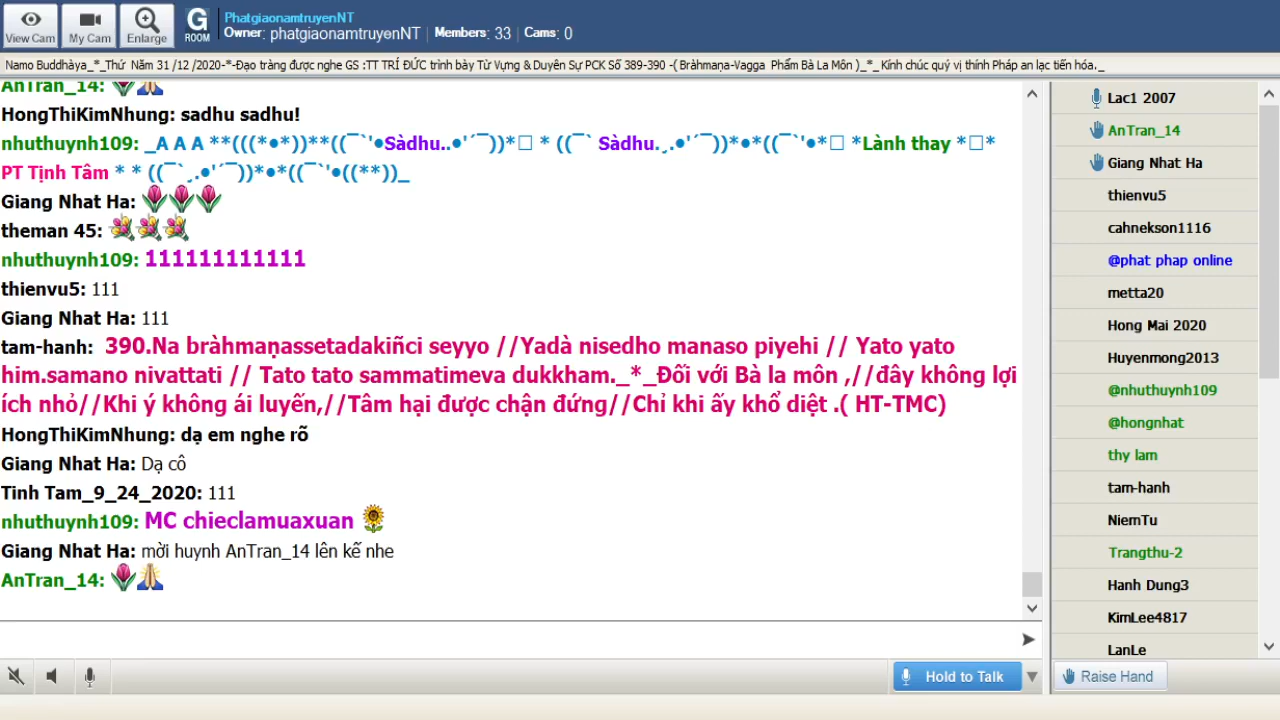 View Cam
My Cam
Enlarge
G
ROOM
PhatgiaonamtruyenNT
Owner: phatgiaonamtruyenNT | Members: 33 | Cams: 0
Namo Buddhàya_*_Thứ Năm 31 /12 /2020-*-Đạo tràng được nghe GS :TT TRÍ ĐỨC trình bày Từ Vựng & Duyên Sự PCK Số 389-390 -( Bràhmaṇa-Vagga Phẩm Bà La Môn )_*_ Kính chúc quý vị thính Pháp an lạc tiến hóa._
AnTran_14:
HongThiKimNhung: sadhu sadhu!
nhuthuynh109: _A A A **(((*•*))**((¯`'•Sàdhu..•'´¯))*□ * ((¯` Sàdhu.¸.•'´¯))*•*((¯`'•*□ *Lành thay *□*
PT Tịnh Tâm * * ((¯`¸.•'´¯))*•*((¯`'•((**))_
Giang Nhat Ha:
theman 45:
nhuthuynh109: 111111111111
thienvu5: 111
Giang Nhat Ha: 111
tam-hanh: 390.Na bràhmaṇassetadakiñci seyyo //Yadà nisedho manaso piyehi // Yato yato
him.samano nivattati // Tato tato sammatimeva dukkham._*_Đối với Bà la môn ,//đây không lợi
ích nhỏ//Khi ý không ái luyến,//Tâm hại được chận đứng//Chỉ khi ấy khổ diệt .( HT-TMC)
HongThiKimNhung: dạ em nghe rõ
Giang Nhat Ha: Dạ cô
Tinh Tam_9_24_2020: 111
nhuthuynh109: MC chieclamuaxuan
Giang Nhat Ha: mời huynh AnTran_14 lên kế nhe
AnTran_14:
Hold to Talk
Lac1 2007
AnTran_14
Giang Nhat Ha
thienvu5
cahnekson1116
@phat phap online
metta20
Hong Mai 2020
Huyenmong2013
@nhuthuynh109
@hongnhat
thy lam
tam-hanh
NiemTu
Trangthu-2
Hanh Dung3
KimLee4817
LanLe
Raise Hand